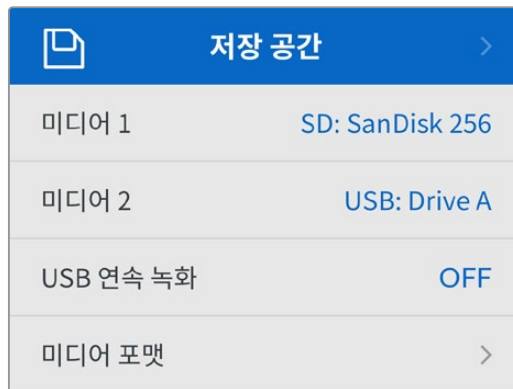 저장 공간
미디어 1 SD: SanDisk 256
미디어 2 USB: Drive A
USB 연속 녹화 OFF
미디어 포맷